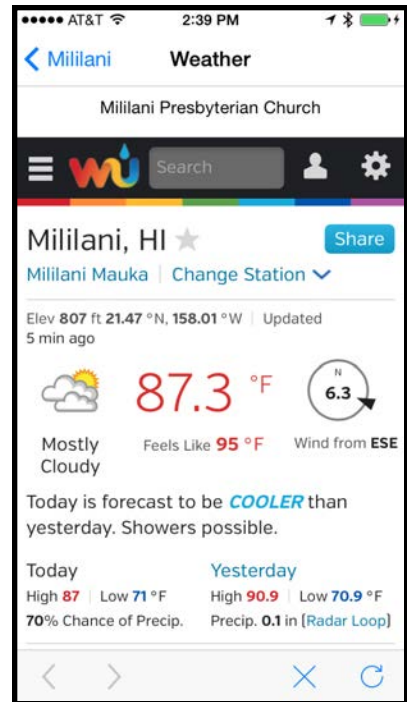 AT&T 2:39 PM
Mililani Weather
Mililani Presbyterian Church
wu Search
Mililani, HI Share
Mililani Mauka | Change Station
Elev 807 ft 21.47 °N, 158.01 °W | Updated
5 min ago
87.3 °F
N
6.3
Mostly Feels Like 95 °F Wind from ESE
Cloudy
Today is forecast to be COOLER than
yesterday. Showers possible.
Today Yesterday
High 87 | Low 71 °F High 90.9 | Low 70.9 °F
70% Chance of Precip. Precip. 0.1 in (Radar Loop)